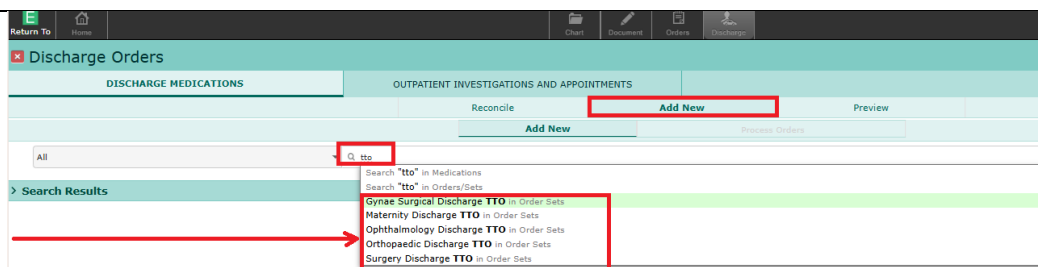 E
Return To Home Chart Document Orders Discharge
Discharge Orders
DISCHARGE MEDICATIONS OUTPATIENT INVESTIGATIONS AND APPOINTMENTS
Reconcile Add New Preview
Add New Process Orders
All tto
Search "tto" in Medications
Search "tto" in Orders/Sets
> Search Results
Gynae Surgical Discharge TTO in Order Sets
Maternity Discharge TTO in Order Sets
Ophthalmology Discharge TTO in Order Sets
Orthopaedic Discharge TTO in Order Sets
Surgery Discharge TTO in Order Sets